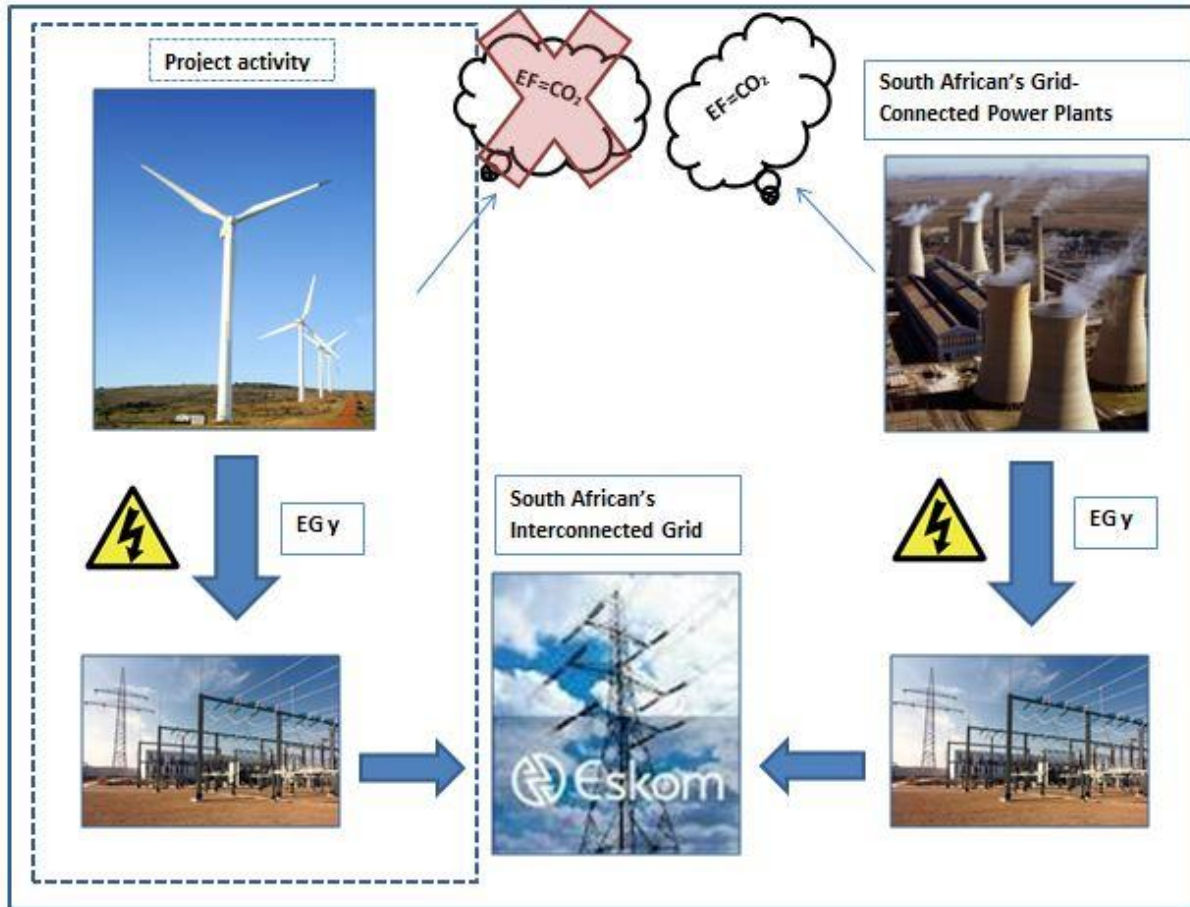 Project activity
EF=CO₂
EF=CO₂
South African's Grid-
Connected Power Plants
EG y
South African's
Interconnected Grid
EG y
Eskom